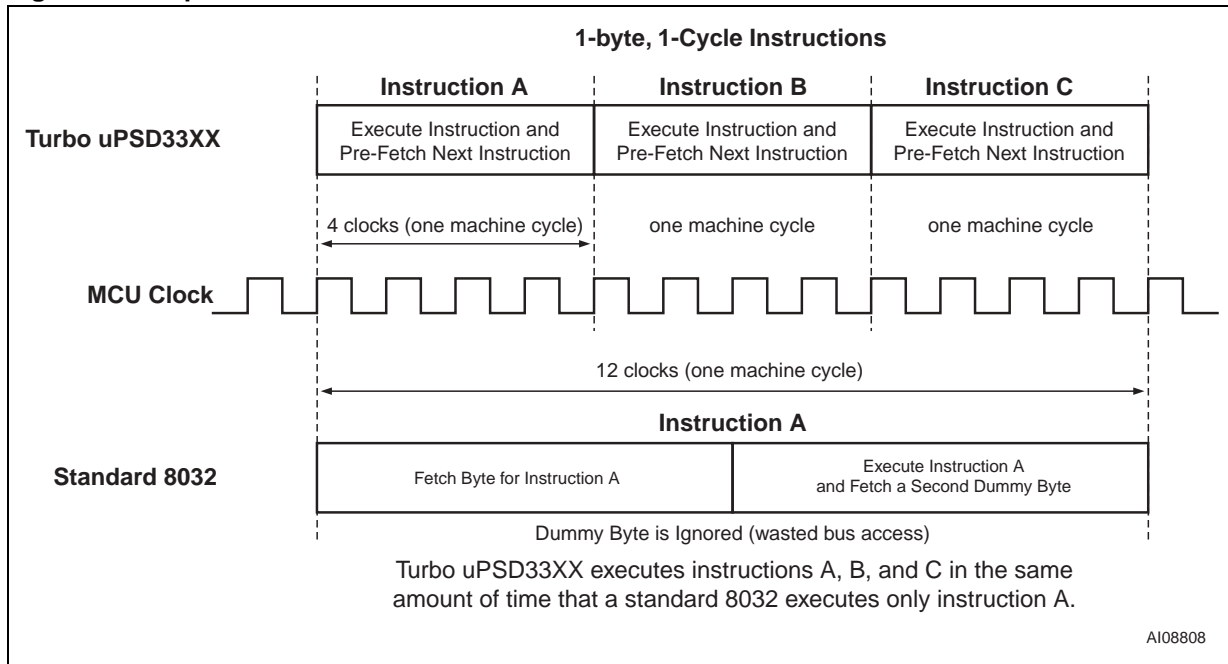 1-byte, 1-Cycle Instructions
Instruction A
Instruction B
Instruction C
Turbo uPSD33XX
Execute Instruction and
Pre-Fetch Next Instruction
Execute Instruction and
Pre-Fetch Next Instruction
Execute Instruction and
Pre-Fetch Next Instruction
4 clocks (one machine cycle)
one machine cycle
one machine cycle
MCU Clock
12 clocks (one machine cycle)
Instruction A
Standard 8032
Fetch Byte for Instruction A
Execute Instruction A
and Fetch a Second Dummy Byte
Dummy Byte is Ignored (wasted bus access)
Turbo uPSD33XX executes instructions A, B, and C in the same
amount of time that a standard 8032 executes only instruction A.
AI08808